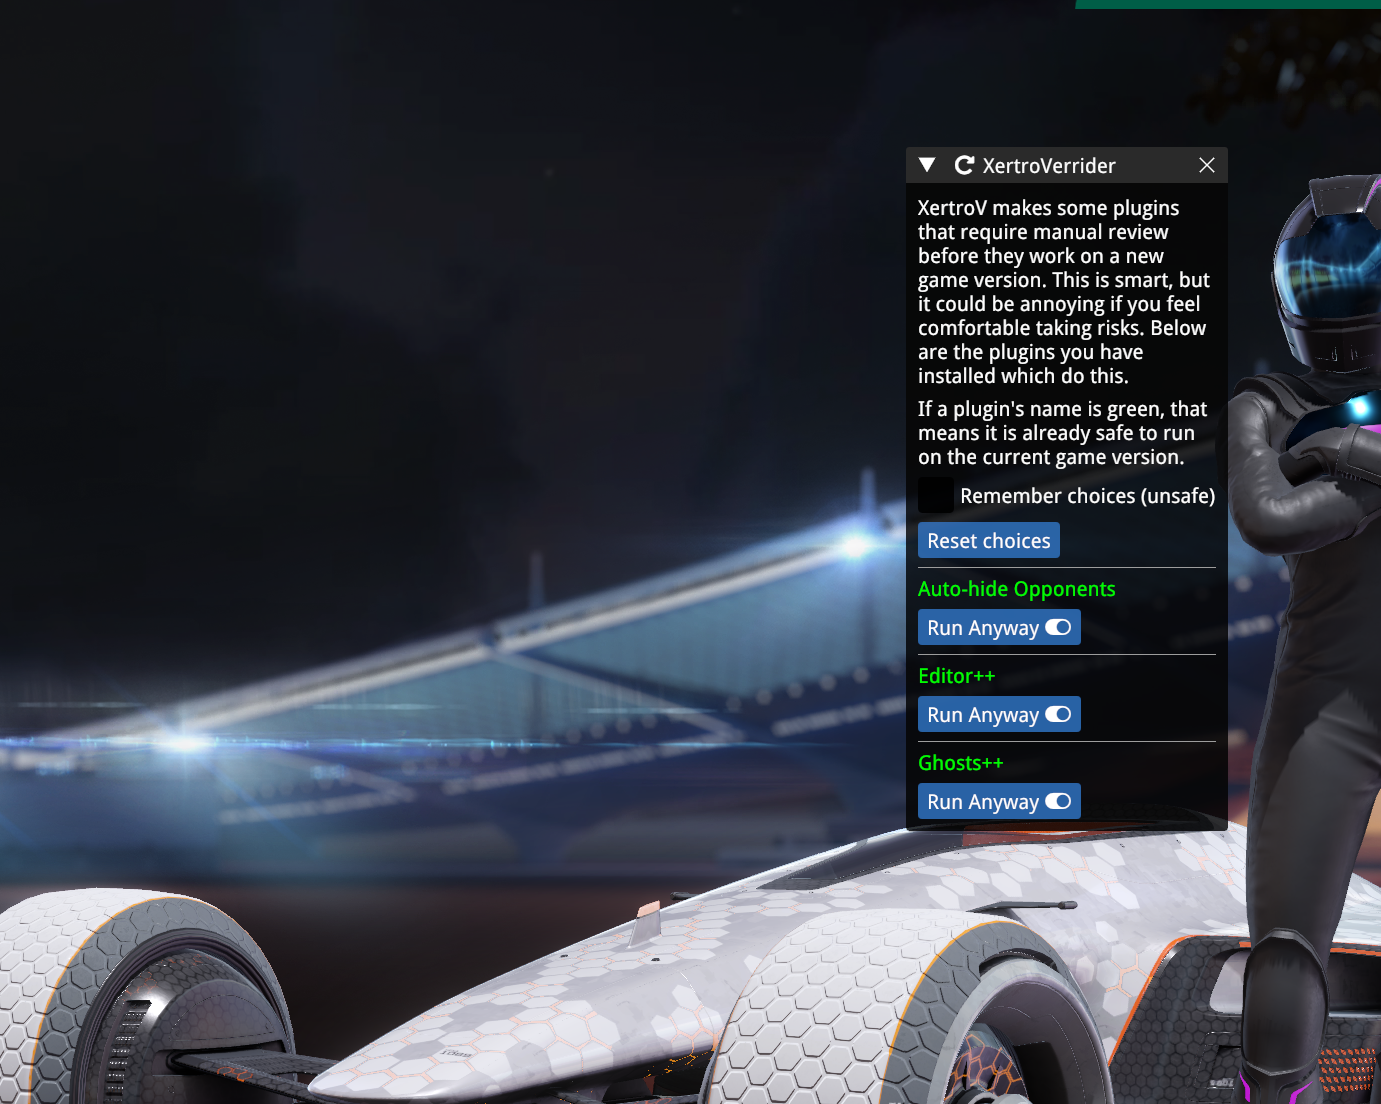 XertroVerrider
XertroV makes some plugins
that require manual review
before they work on a new
game version. This is smart, but
it could be annoying if you feel
comfortable taking risks. Below
are the plugins you have
installed which do this.
If a plugin's name is green, that
means it is already safe to run
on the current game version.
Remember choices (unsafe)
Reset choices
Auto-hide Opponents
Run Anyway
Editor++
Run Anyway
Ghosts++
Run Anyway